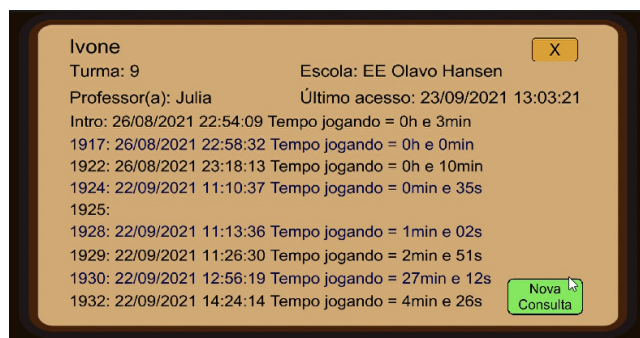 Ivone
X
Turma: 9 Escola: EE Olavo Hansen
Professor(a): Julia Último acesso: 23/09/2021 13:03:21
Intro: 26/08/2021 22:54:09 Tempo jogando = 0h e 3min
1917: 26/08/2021 22:58:32 Tempo jogando = 0h e 0min
1922: 26/08/2021 23:18:13 Tempo jogando = 0h e 10min
1924: 22/09/2021 11:10:37 Tempo jogando = 0min e 35s
1925:
1928: 22/09/2021 11:13:36 Tempo jogando = 1min e 02s
1929: 22/09/2021 11:26:30 Tempo jogando = 2min e 51s
1930: 22/09/2021 12:56:19 Tempo jogando = 27min e 12s
1932: 22/09/2021 14:24:14 Tempo jogando = 4min e 26s
Nova
Consulta